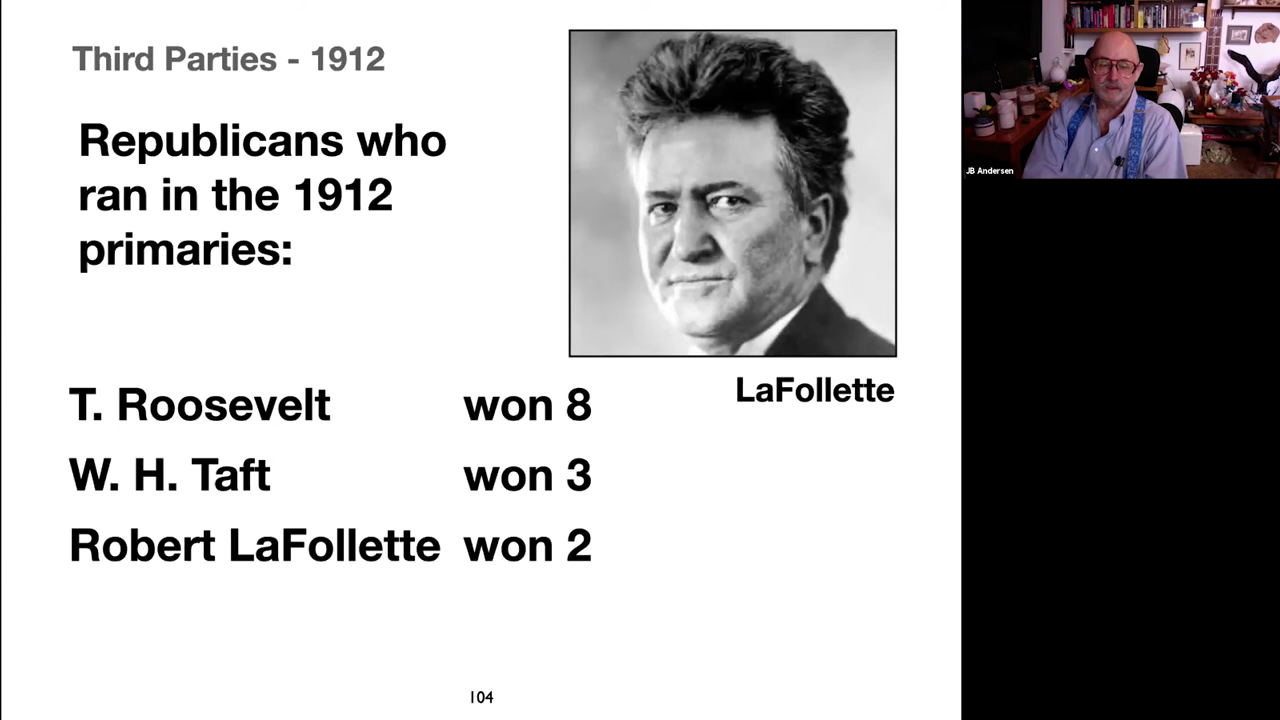 Third Parties - 1912
Republicans who
ran in the 1912
primaries:
LaFollette
T. Roosevelt won 8
W. H. Taft won 3
Robert LaFollette won 2
104
JB Andersen